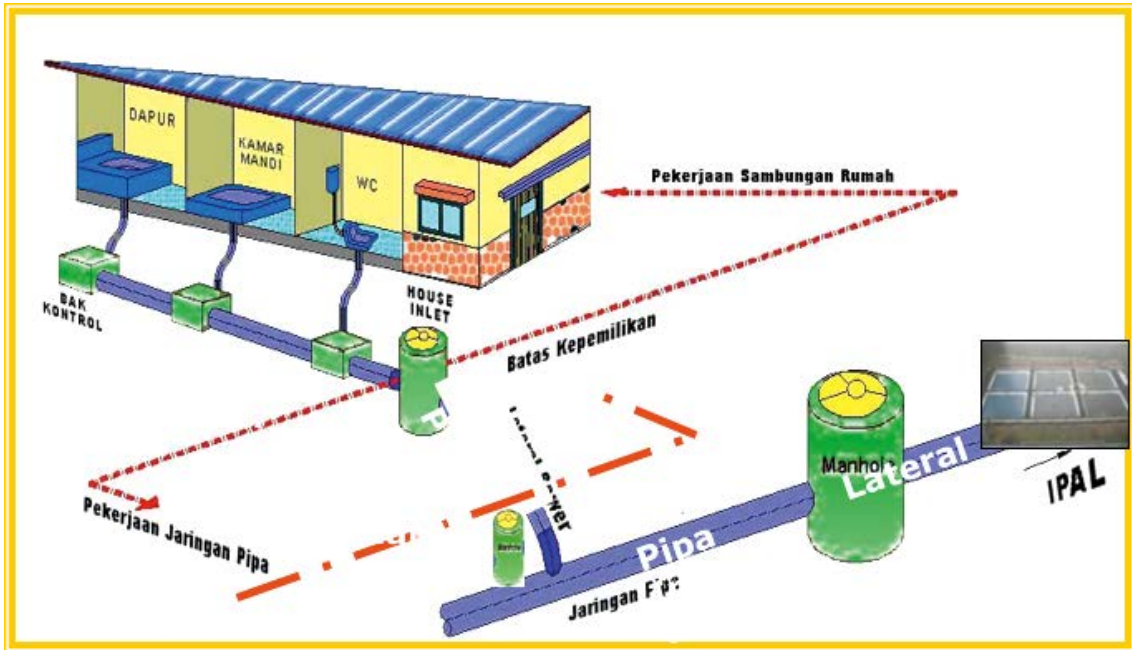 DAPUR
KAMAR
MANDI
WC
Pekerjaan Sambungan Rumah
BAK
KONTROL
HOUSE
INLET
Batas Kepemilikan
Pekerjaan Jaringan Pipa
Manhole
Lateral
IPAL
Pipa
Jaringan